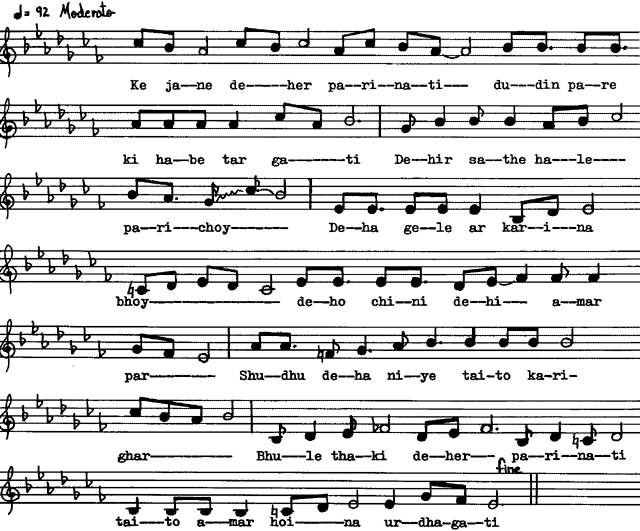 ♩= 92 Moderato
Ke ja--ne de-----her pa--ri--na--ti--- du--din pa--re
ki ha--be tar ga-------ti De--hir sa--the ha--le----
pa--ri---choy-------- De--ha ge--le ar kar--i--na
bhoy----------------- de--ho chi--ni de--hi--- a--mar
par---------- Shu--dhu de--ha ni--ye tai-to ka-ri-
ghar----------- Bhu--le tha--ki de--her--- pa--ri--na--ti
fine
tai---to a--mar hoi---na ur--dha-ga--ti